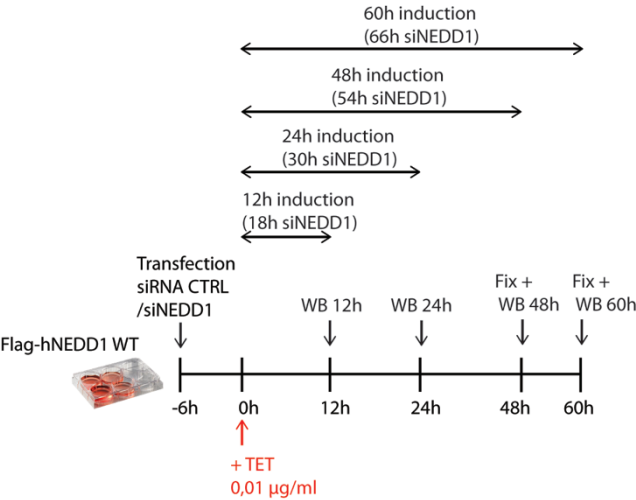 60h induction
(66h siNEDD1)
48h induction
(54h siNEDD1)
24h induction
(30h siNEDD1)
12h induction
(18h siNEDD1)
Transfection
siRNA CTRL
/siNEDD1
WB 12h
WB 24h
Fix +
WB 48h
Fix +
WB 60h
Flag-hNEDD1 WT
-6h
0h
12h
24h
48h
60h
+ TET
0,01 µg/ml